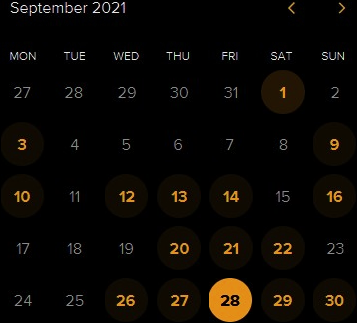 September 2021
MON TUE WED THU FRI SAT SUN
27 28 29 30 31 1 2
3 4 5 6 7 8 9
10 11 12 13 14 15 16
17 18 19 20 21 22 23
24 25 26 27 28 29 30